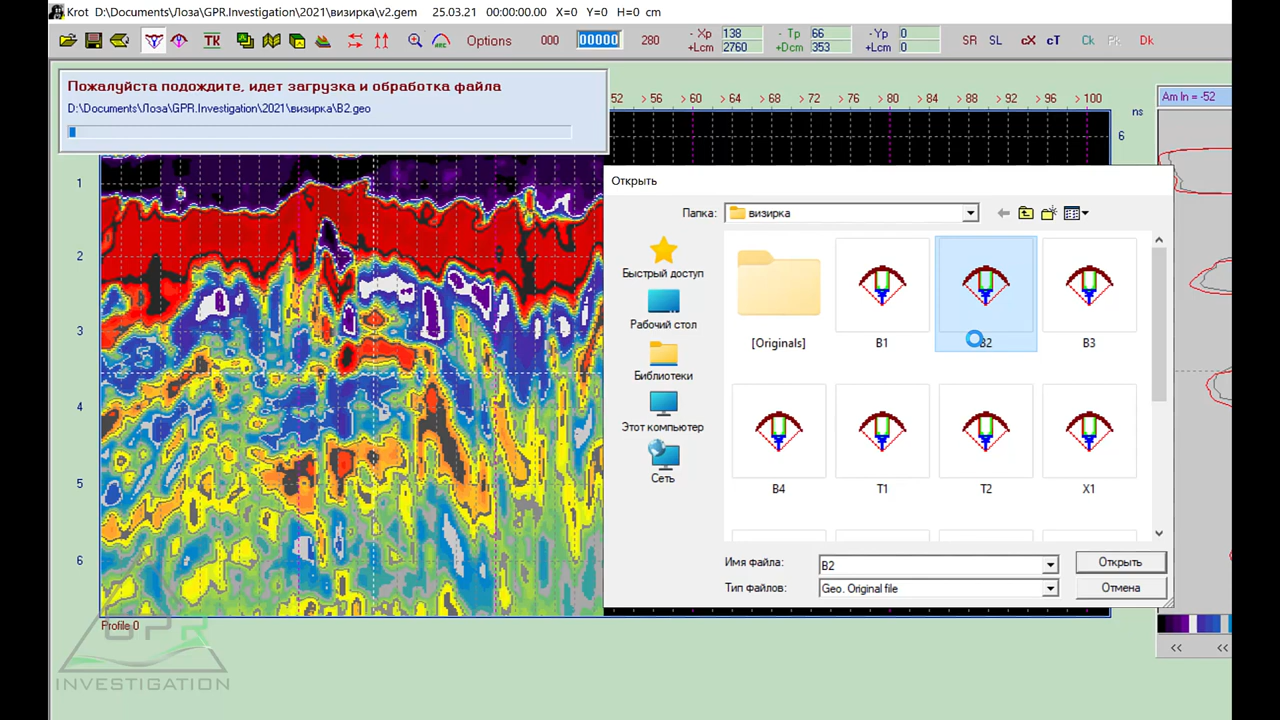 Krot D:\Documents\Лоза\GPR.Investigation\2021\визирка\v2.gem 25.03.21 00:00:00.00 X=0 Y=0 H=0 cm
TK Options 000 00000 280 - Xp 138 - Tp 66 - Yp 0 SR SL cX cT Ck Dk
+Lcm 2760 +Dcm 353 +Lcm 0
Пожалуйста подождите, идет загрузка и обработка файла
D:\Documents\Лоза\GPR.Investigation\2021\визирка\B2.geo
52 > 56 > 60 > 64 > 68 > 72 > 76 > 80 > 84 > 88 > 92 > 96 > 100
Am In = -52
ns
6
1
2
3
4
5
6
Открыть
Папка: визирка
Быстрый доступ
Рабочий стол
Библиотеки
Этот компьютер
Сеть
[Originals] B1 B2 B3
B4 T1 T2 X1
Имя файла: B2 Открыть
Тип файлов: Geo. Original file Отмена
Profile 0
<< <<
GPR
INVESTIGATION